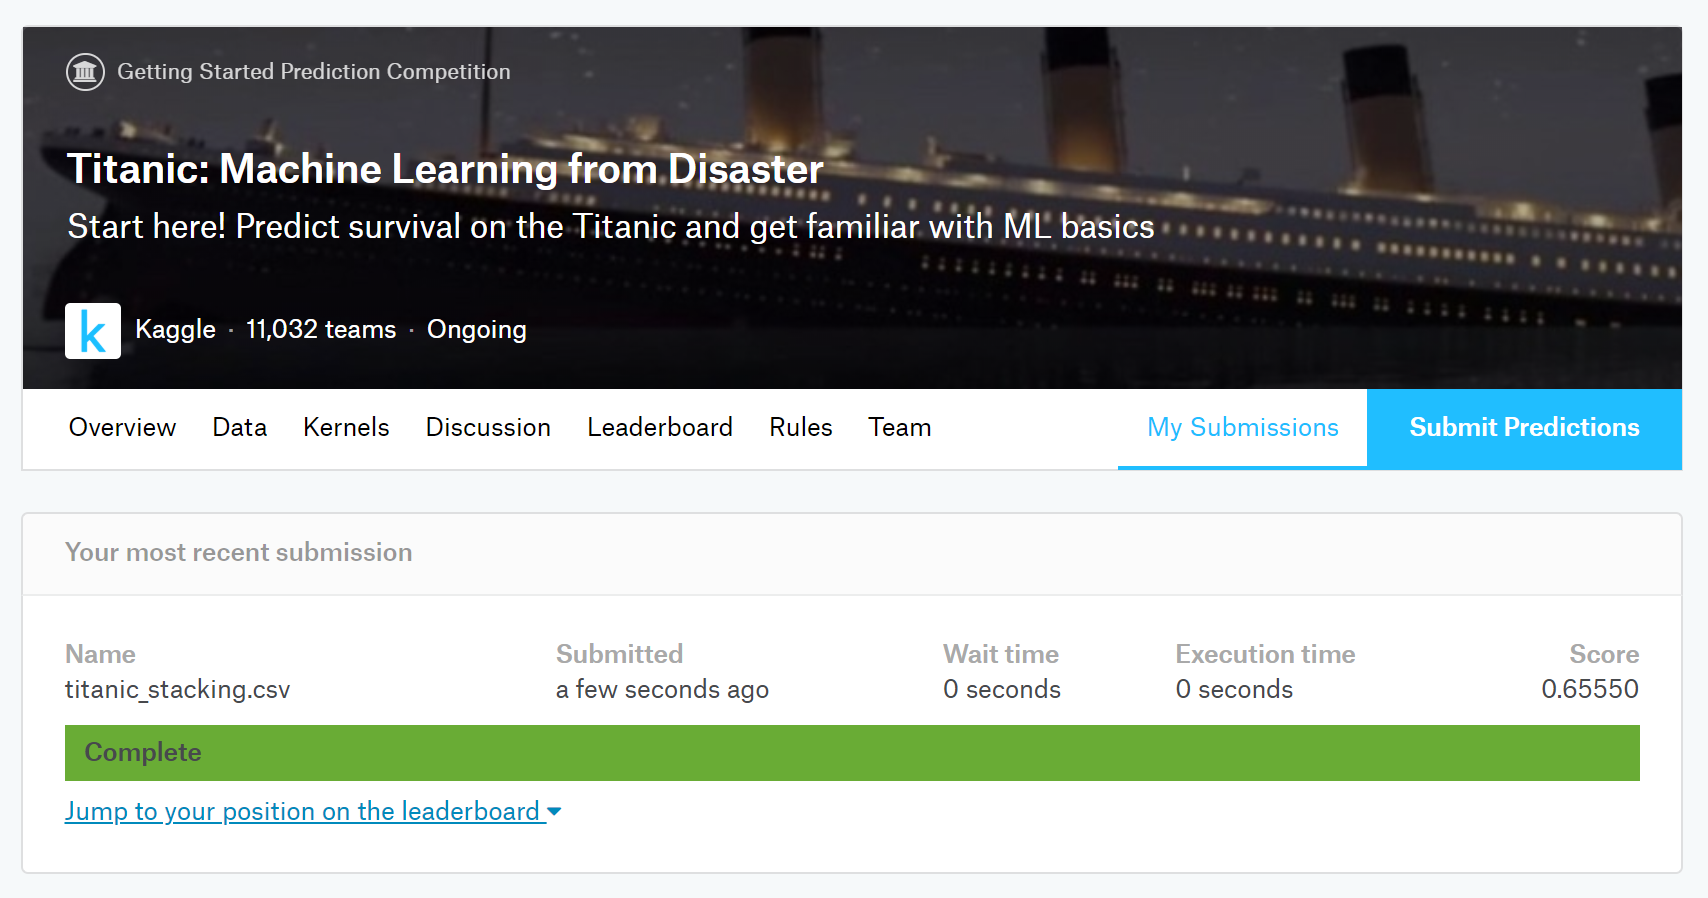 Getting Started Prediction Competition
Titanic: Machine Learning from Disaster
Start here! Predict survival on the Titanic and get familiar with ML basics
k
Kaggle · 11,032 teams · Ongoing
Overview Data Kernels Discussion Leaderboard Rules Team My Submissions Submit Predictions
Your most recent submission
Name Submitted Wait time Execution time Score
titanic_stacking.csv a few seconds ago 0 seconds 0 seconds 0.65550
Complete
Jump to your position on the leaderboard